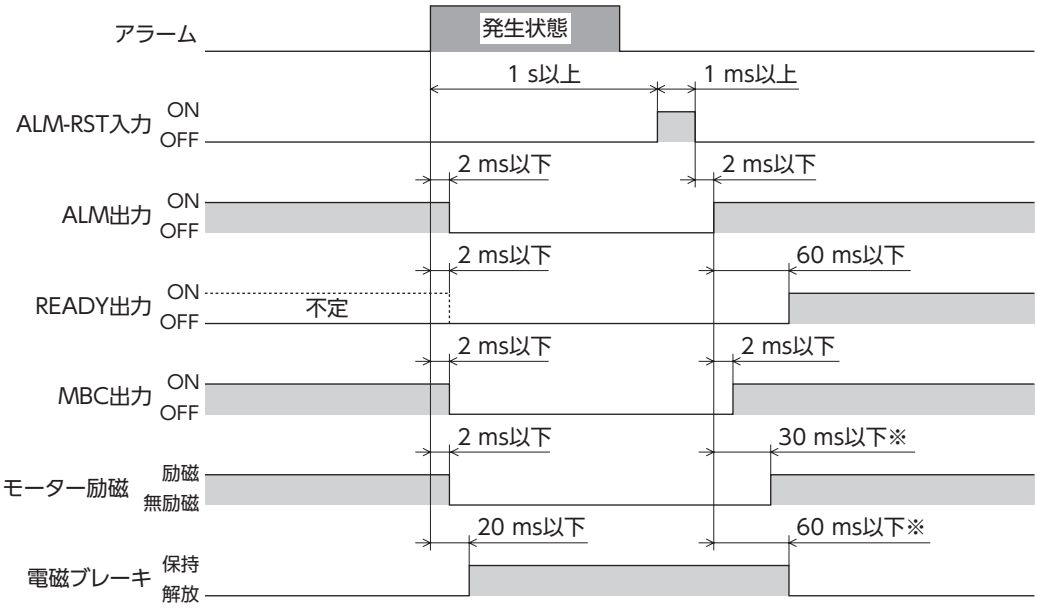 発生状態
アラーム
1 s以上
1 ms以上
ALM-RST入力
ON
OFF
2 ms以下
2 ms以下
ALM出力
ON
OFF
2 ms以下
60 ms以下
READY出力
ON
OFF
不定
2 ms以下
2 ms以下
MBC出力
ON
OFF
2 ms以下
30 ms以下※
モーター励磁
励磁
無励磁
20 ms以下
60 ms以下※
電磁ブレーキ
保持
解放